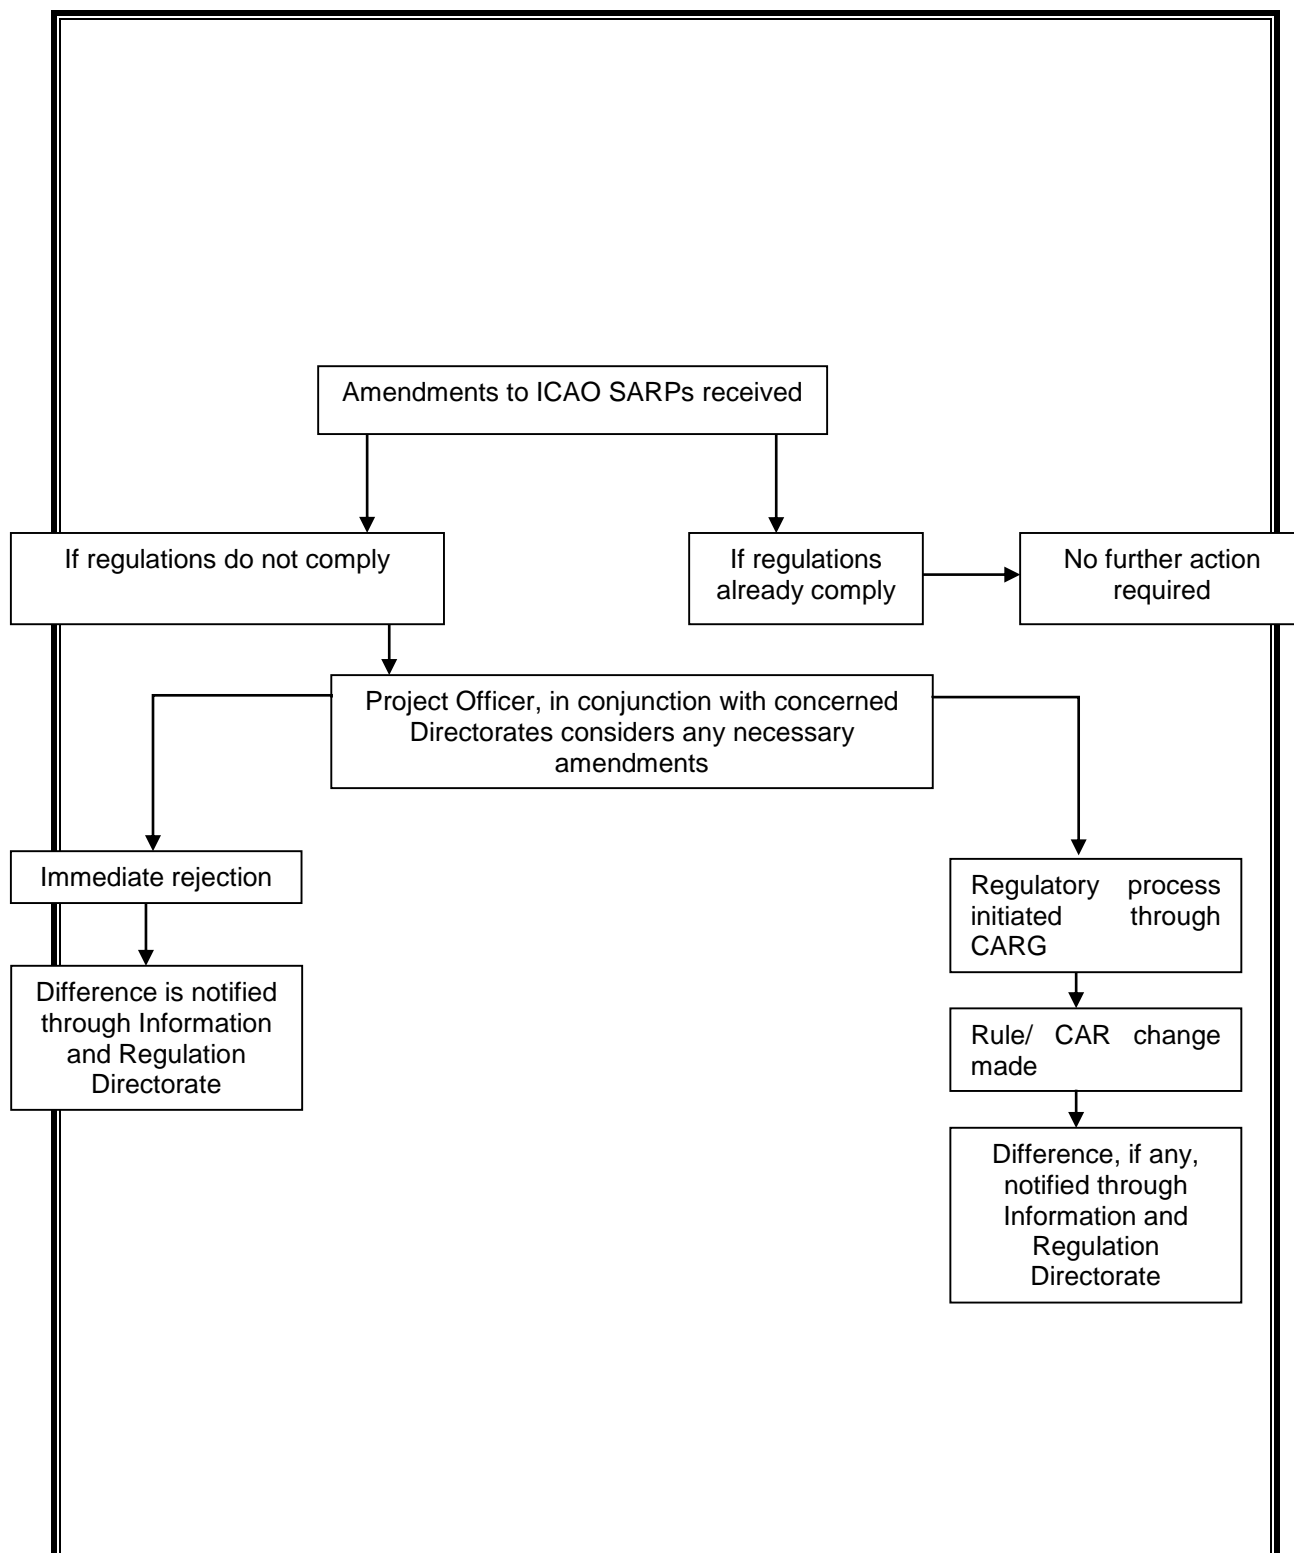 Amendments to ICAO SARPs received
If regulations do not comply
If regulations
already comply
No further action
required
Project Officer, in conjunction with concerned
Directorates considers any necessary
amendments
Immediate rejection
Difference is notified
through Information
and Regulation
Directorate
Regulatory process
initiated through
CARG
Rule/ CAR change
made
Difference, if any,
notified through
Information and
Regulation
Directorate